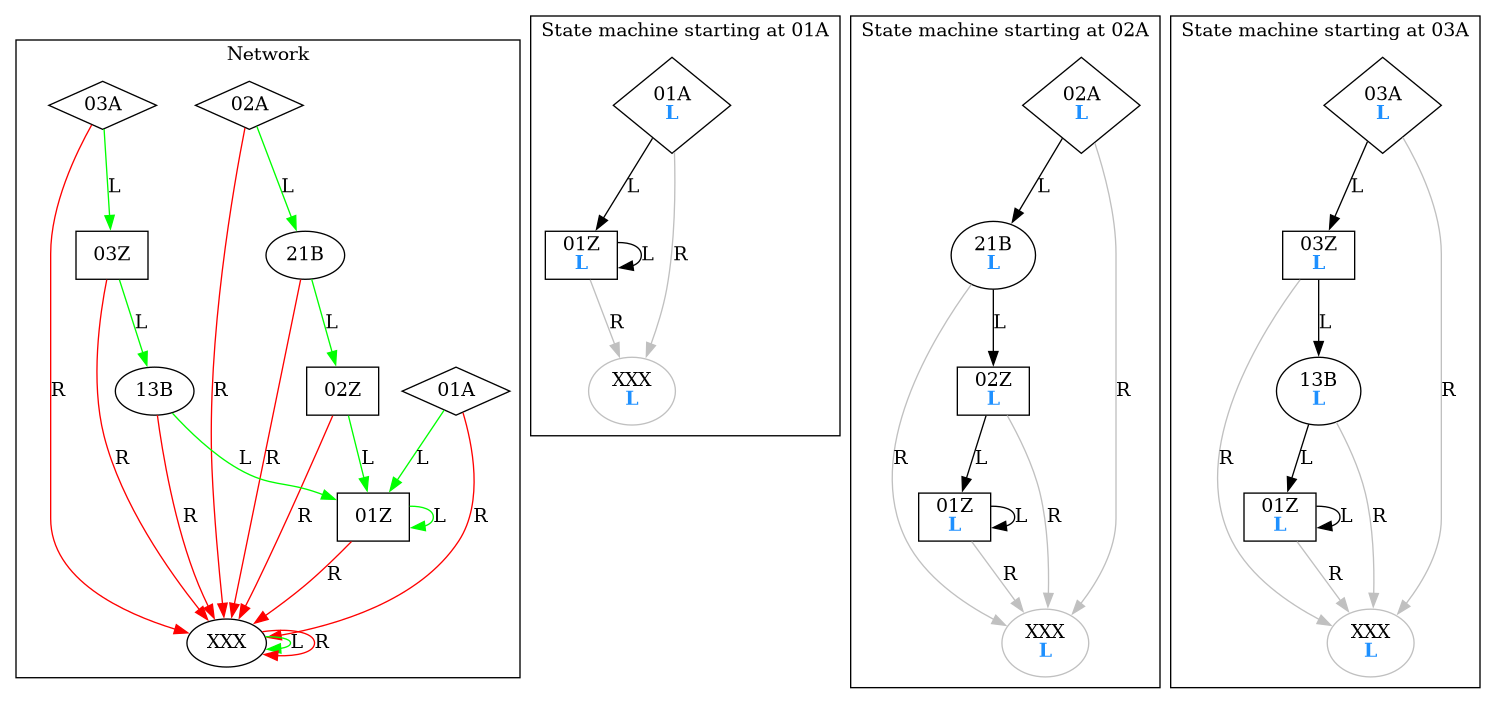 Network
03A
02A
L
L
03Z
21B
L
L
R
R
13B
02Z
01A
R
R
L
L
L
R
R
01Z
L
R
R
XXX
L
R
State machine starting at 01A
01A
L
L
01Z
L
L
R
R
XXX
L
State machine starting at 02A
02A
L
L
21B
L
L
02Z
L
R
R
L
01Z
L
L
R
R
XXX
L
State machine starting at 03A
03A
L
L
03Z
L
L
13B
L
R
R
L
01Z
L
L
R
R
XXX
L